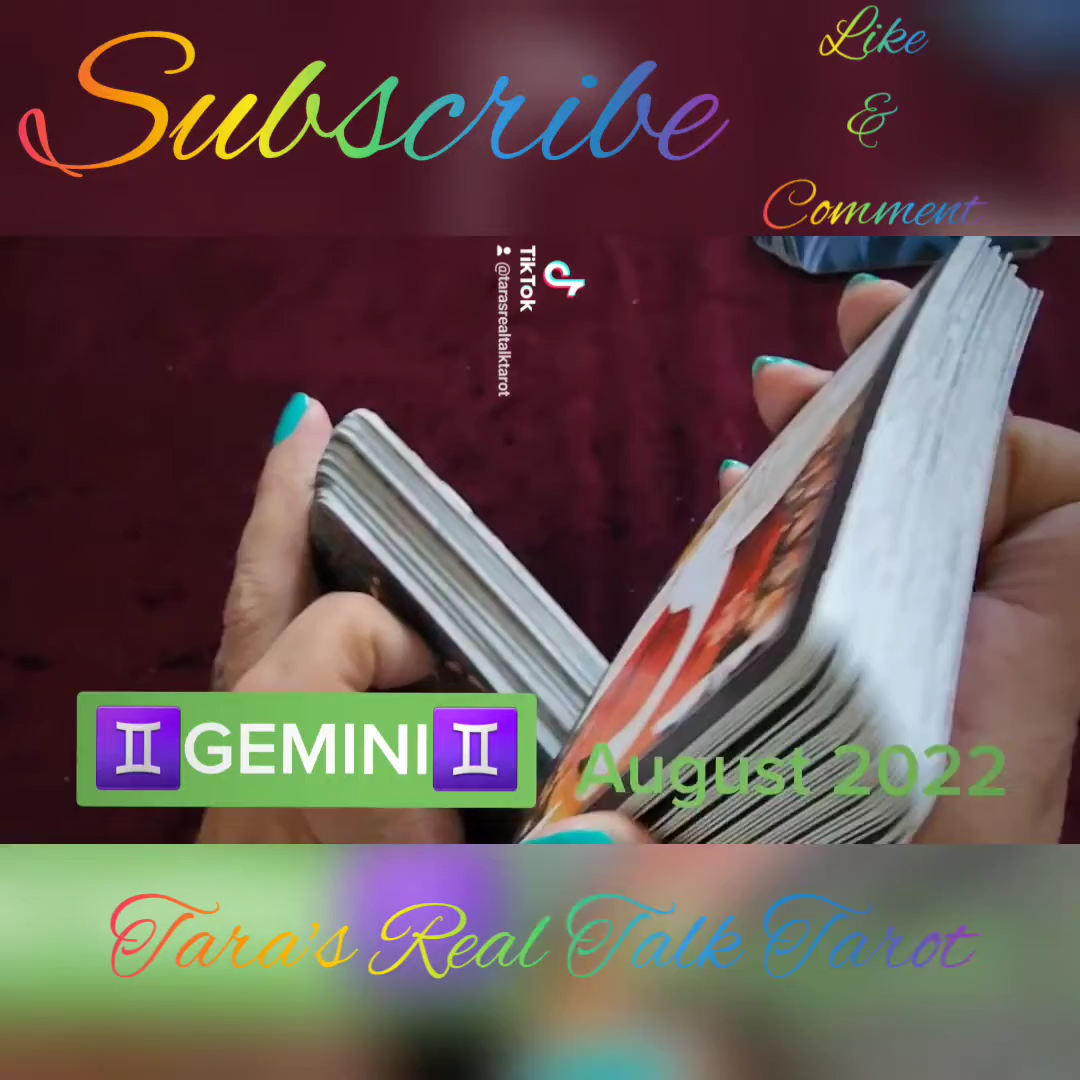 Subscribe
Like
&
Comment
TikTok
@tarasrealtalktarot
♊GEMINI♊
August 2022
Tara's Real Talk Tarot